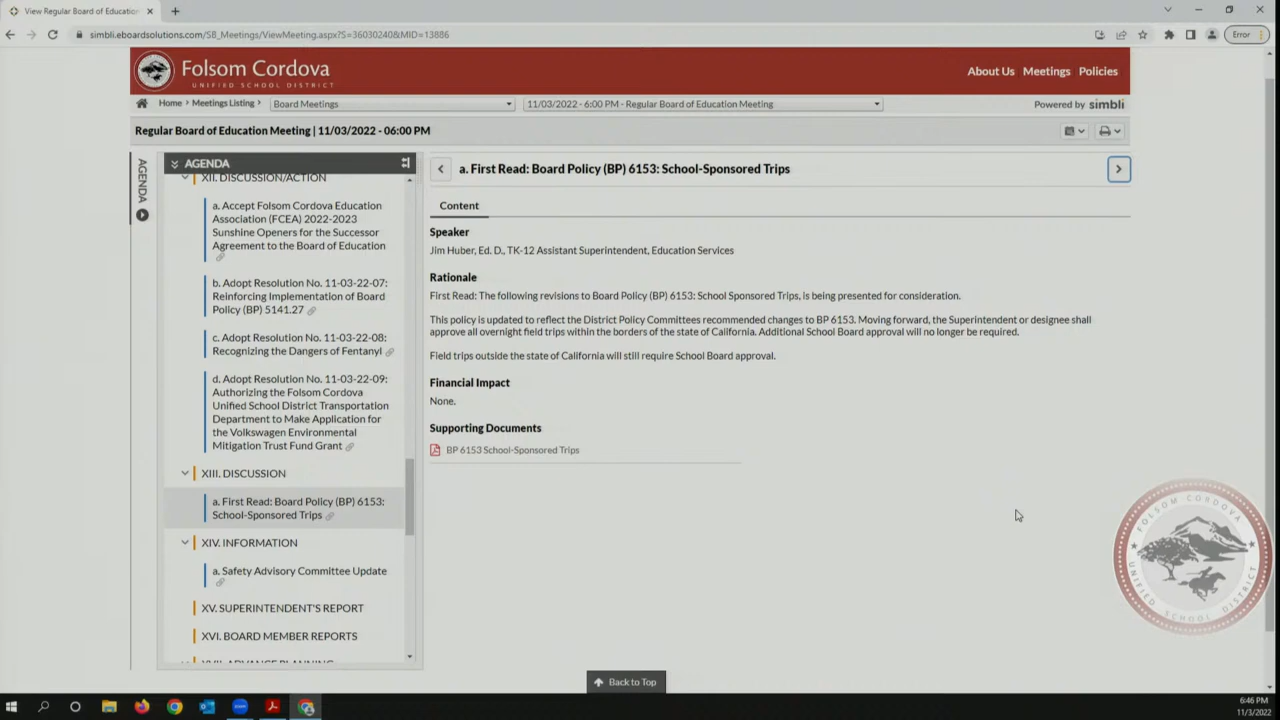 View Regular Board of Education
simbli.eboardsolutions.com/SB_Meetings/ViewMeeting.aspx?S=36030240&MID=13886
Error
Folsom Cordova
UNIFIED SCHOOL DISTRICT
About Us Meetings Policies
Home > Meetings Listing >
Board Meetings
11/03/2022 - 6:00 PM - Regular Board of Education Meeting
Powered by simbli
Regular Board of Education Meeting | 11/03/2022 - 06:00 PM
AGENDA
AGENDA
XII. DISCUSSION/ACTION
a. Accept Folsom Cordova Education
Association (FCEA) 2022-2023
Sunshine Openers for the Successor
Agreement to the Board of Education
b. Adopt Resolution No. 11-03-22-07:
Reinforcing Implementation of Board
Policy (BP) 5141.27
c. Adopt Resolution No. 11-03-22-08:
Recognizing the Dangers of Fentanyl
d. Adopt Resolution No. 11-03-22-09:
Authorizing the Folsom Cordova
Unified School District Transportation
Department to Make Application for
the Volkswagen Environmental
Mitigation Trust Fund Grant
XIII. DISCUSSION
a. First Read: Board Policy (BP) 6153:
School-Sponsored Trips
XIV. INFORMATION
a. Safety Advisory Committee Update
XV. SUPERINTENDENT'S REPORT
XVI. BOARD MEMBER REPORTS
XVII. ADVANCE PLANNING
a. First Read: Board Policy (BP) 6153: School-Sponsored Trips
Content
Speaker
Jim Huber, Ed. D., TK-12 Assistant Superintendent, Education Services
Rationale
First Read: The following revisions to Board Policy (BP) 6153: School Sponsored Trips, is being presented for consideration.
This policy is updated to reflect the District Policy Committees recommended changes to BP 6153. Moving forward, the Superintendent or designee shall
approve all overnight field trips within the borders of the state of California. Additional School Board approval will no longer be required.
Field trips outside the state of California will still require School Board approval.
Financial Impact
None.
Supporting Documents
BP 6153 School-Sponsored Trips
FOLSOM CORDOVA
UNIFIED SCHOOL DISTRICT
Back to Top
6:46 PM
11/3/2022